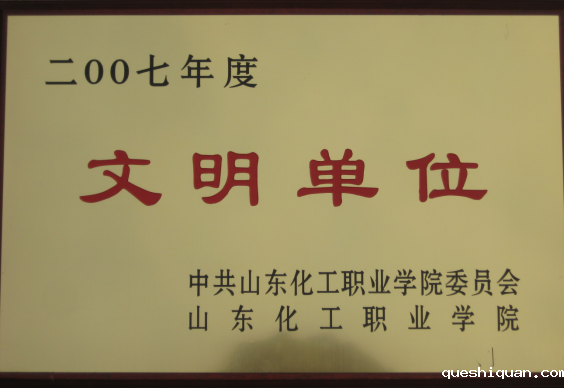 二00七年度
文明单位
中共山东化工职业学院委员会
山东化工职业学院
queshiquan.com